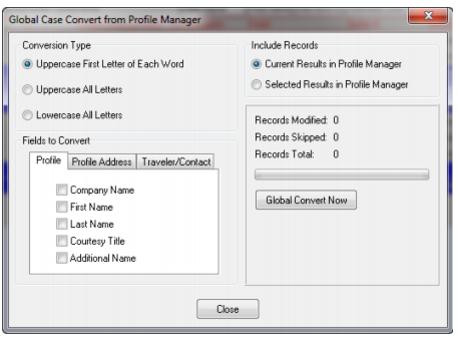 Global Case Convert from Profile Manager
Conversion Type
Uppercase First Letter of Each Word
Uppercase All Letters
Lowercase All Letters
Include Records
Current Results in Profile Manager
Selected Results in Profile Manager
Fields to Convert
Profile Profile Address Traveler/Contact
Company Name
First Name
Last Name
Courtesy Title
Additional Name
Records Modified: 0
Records Skipped: 0
Records Total: 0
Global Convert Now
Close